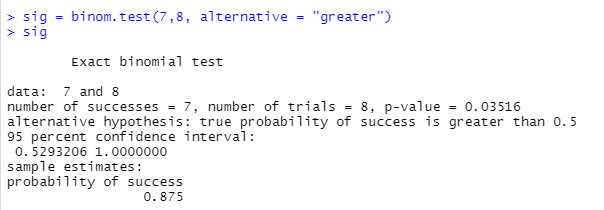 > sig = binom.test(7,8, alternative = "greater")
> sig
Exact binomial test
data:  7 and 8
number of successes = 7, number of trials = 8, p-value = 0.03516
alternative hypothesis: true probability of success is greater than 0.5
95 percent confidence interval:
0.5293206 1.0000000
sample estimates:
probability of success
0.875